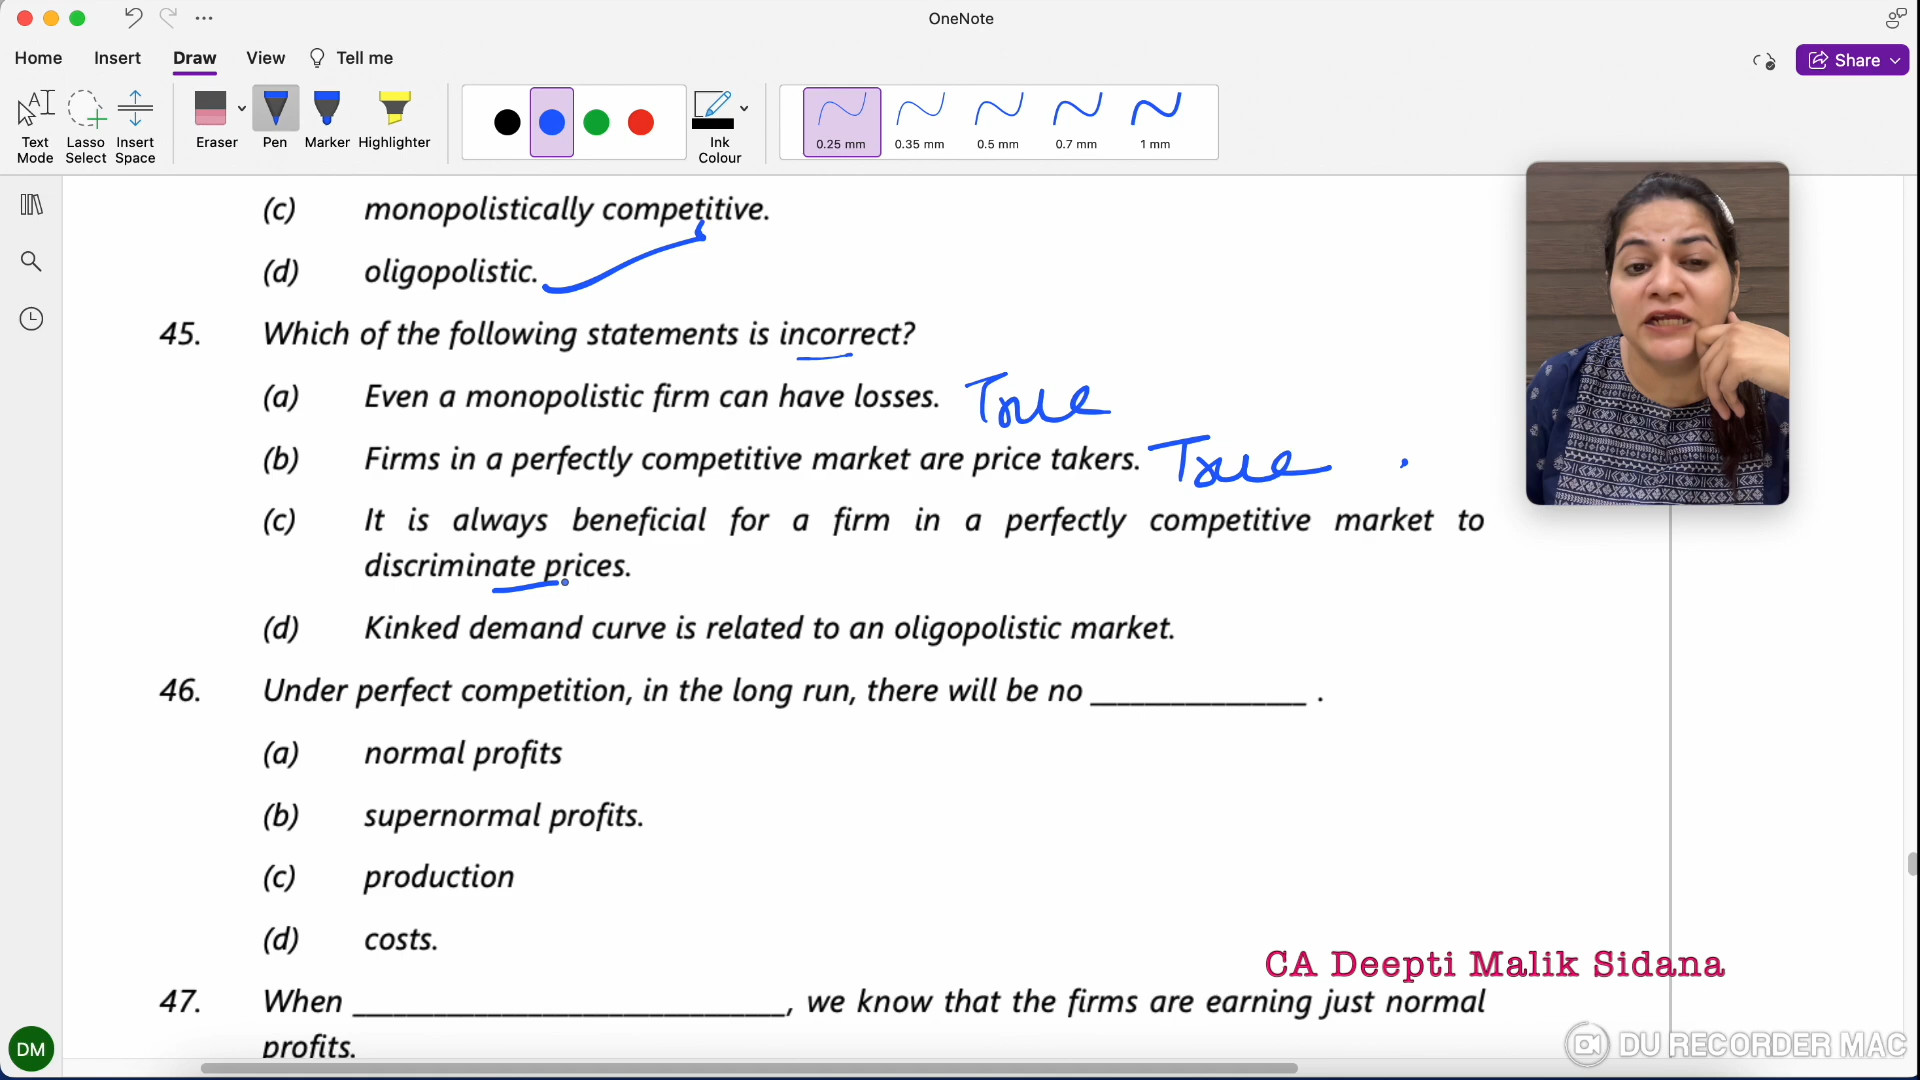 OneNote
Home Insert Draw View Tell me Share
Text Mode Lasso Select Insert Space Eraser Pen Marker Highlighter Ink Colour 0.25 mm 0.35 mm 0.5 mm 0.7 mm 1 mm
(c) monopolistically competitive.
(d) oligopolistic.
45. Which of the following statements is incorrect?
(a) Even a monopolistic firm can have losses. True
(b) Firms in a perfectly competitive market are price takers. True
(c) It is always beneficial for a firm in a perfectly competitive market to
discriminate prices.
(d) Kinked demand curve is related to an oligopolistic market.
46. Under perfect competition, in the long run, there will be no ______________ .
(a) normal profits
(b) supernormal profits.
(c) production
(d) costs.
CA Deepti Malik Sidana
47. When ____________________________, we know that the firms are earning just normal
profits.
DM
DU RECORDER MAC